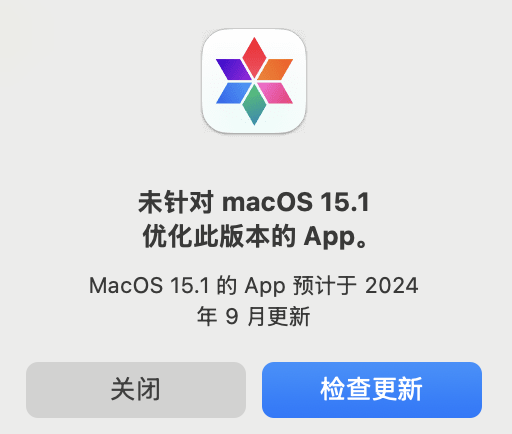 未针对 macOS 15.1
优化此版本的 App。
MacOS 15.1 的 App 预计于 2024
年 9 月更新
关闭
检查更新